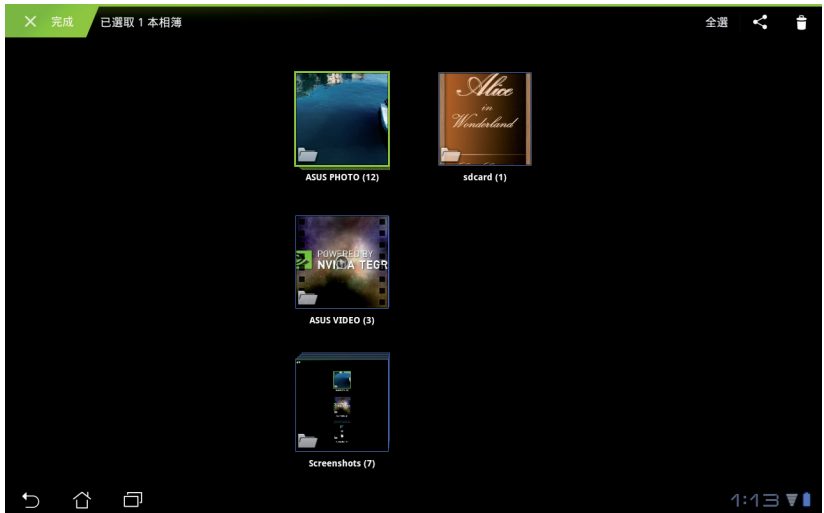 完成 已選取 1 本相簿 全選
Alice
in
Wonderland
ASUS PHOTO (12) sdcard (1)
POWERED BY
NVIDIA TEGR
ASUS VIDEO (3)
Screenshots (7)
1:13